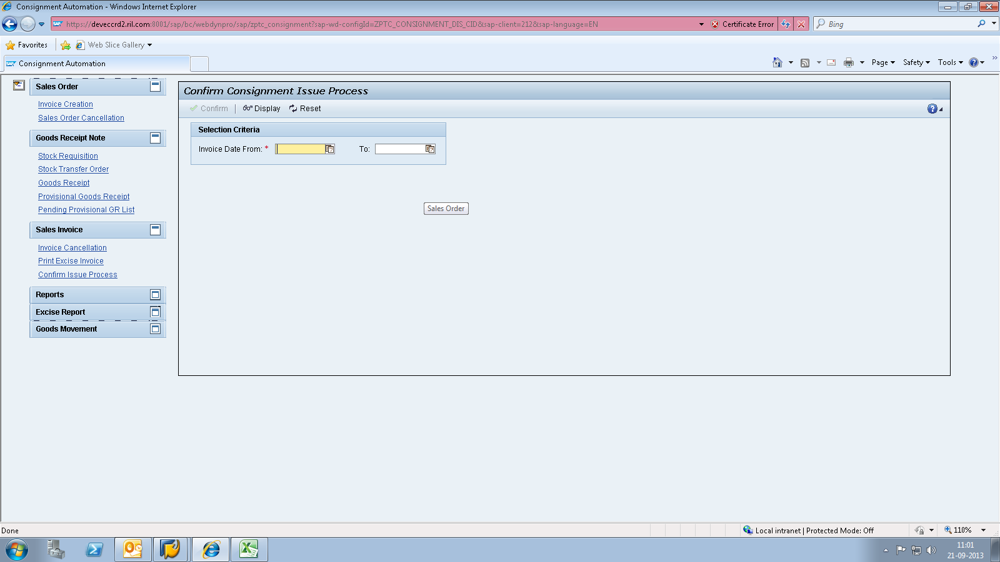 Consignment Automation - Windows Internet Explorer
https://deveccrd2.ril.com:8001/sap/bc/webdynpro/sap/zptc_consignment?sap-wd-configId=ZPTC_CONSIGNMENT_DIS_CID&sap-client=212&sap-language=EN
Certificate Error
Bing
Favorites
Web Slice Gallery
SAP Consignment Automation
Page
Safety
Tools
Sales Order
Invoice Creation
Sales Order Cancellation
Goods Receipt Note
Stock Requisition
Stock Transfer Order
Goods Receipt
Provisional Goods Receipt
Pending Provisional GR List
Sales Invoice
Invoice Cancellation
Print Excise Invoice
Confirm Issue Process
Reports
Excise Report
Goods Movement
Confirm Consignment Issue Process
Confirm
Display
Reset
Selection Criteria
Invoice Date From: *
To:
Sales Order
Done
Local intranet | Protected Mode: Off
110%
11:01
21-09-2013